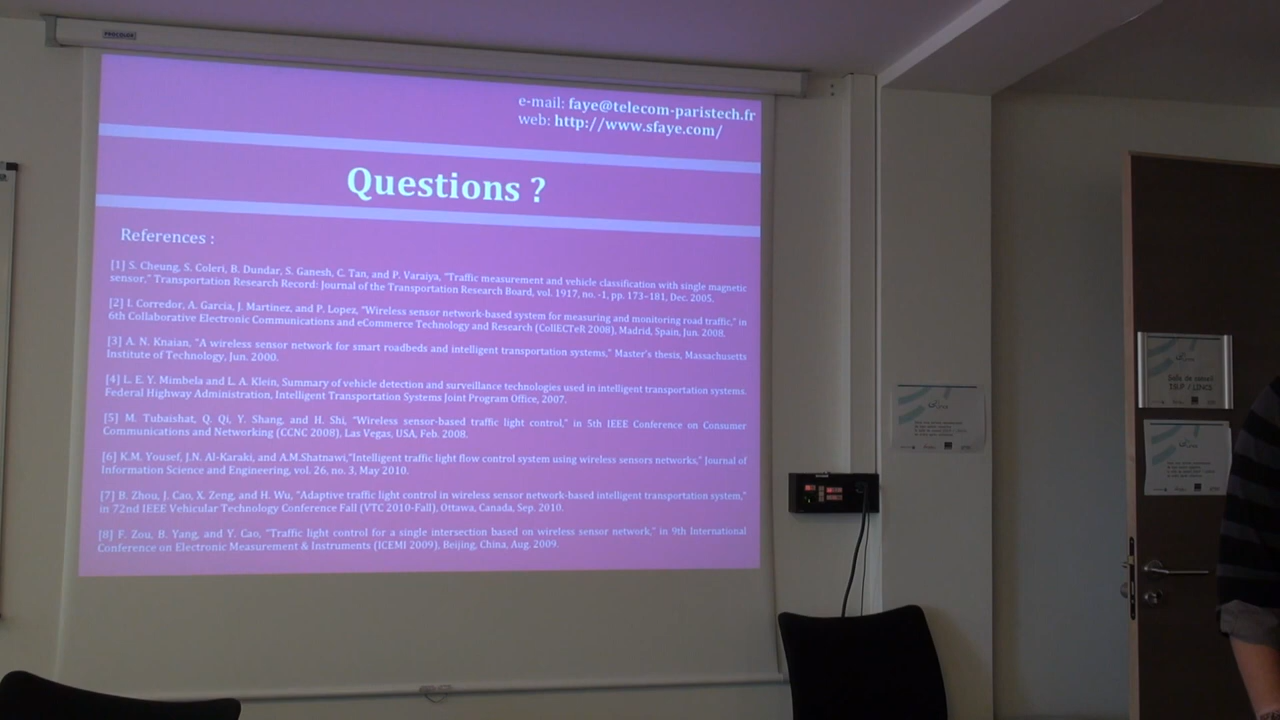 PROCOLOR
e-mail: faye@telecom-paristech.fr
web: http://www.sfaye.com/
Questions ?
References :
[1] S. Cheung, S. Coleri, B. Dundar, S. Ganesh, C. Tan, and P. Varaiya, "Traffic measurement and vehicle classification with single magnetic
sensor," Transportation Research Record: Journal of the Transportation Research Board, vol. 1917, no. -1, pp. 173–181, Dec. 2005.
[2] I. Corredor, A. Garcia, J. Martinez, and P. Lopez, "Wireless sensor network-based system for measuring and monitoring road traffic," in
6th Collaborative Electronic Communications and eCommerce Technology and Research (CollECTeR 2008), Madrid, Spain, Jun. 2008.
[3] A. N. Knaian, "A wireless sensor network for smart roadbeds and intelligent transportation systems," Master's thesis, Massachusetts
Institute of Technology, Jun. 2000.
[4] L. E. Y. Mimbela and L. A. Klein, Summary of vehicle detection and surveillance technologies used in intelligent transportation systems.
Federal Highway Administration, Intelligent Transportation Systems Joint Program Office, 2007.
[5] M. Tubaishat, Q. Qi, Y. Shang, and H. Shi, "Wireless sensor-based traffic light control," in 5th IEEE Conference on Consumer
Communications and Networking (CCNC 2008), Las Vegas, USA, Feb. 2008.
[6] K.M. Yousef, J.N. Al-Karaki, and A.M.Shatnawi,"Intelligent traffic light flow control system using wireless sensors networks," Journal of
Information Science and Engineering, vol. 26, no. 3, May 2010.
[7] B. Zhou, J. Cao, X. Zeng, and H. Wu, "Adaptive traffic light control in wireless sensor network-based intelligent transportation system,"
in 72nd IEEE Vehicular Technology Conference Fall (VTC 2010-Fall), Ottawa, Canada, Sep. 2010.
[8] F. Zou, B. Yang, and Y. Cao, "Traffic light control for a single intersection based on wireless sensor network," in 9th International
Conference on Electronic Measurement & Instruments (ICEMI 2009), Beijing, China, Aug. 2009.
Salle de
/ LINCS